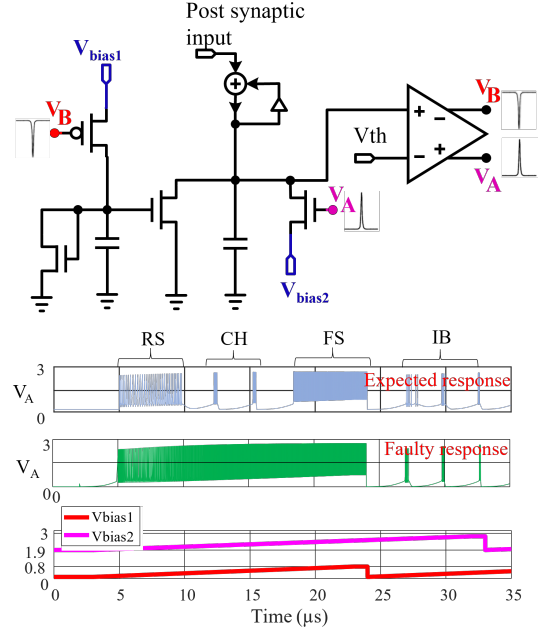 Post synaptic
input
Vbias1
VB
Vth
VB
VA
VA
Vbias2
RS CH FS IB
3
VA
0
Expected response
3
VA
0
0
Faulty response
Vbias1
Vbias2
3
1.9
0.8
0
0 5 10 15 20 25 30 35
Time (µs)